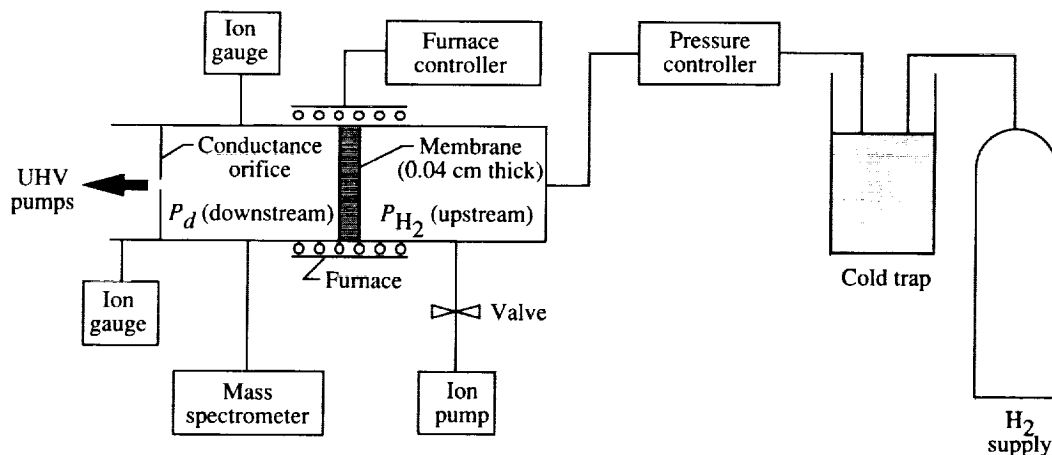 Ion
gauge
Furnace
controller
Pressure
controller
Conductance
orifice
Membrane
(0.04 cm thick)
UHV
pumps
P_d (downstream)
P_H2 (upstream)
Furnace
Cold trap
Ion
gauge
Valve
Mass
spectrometer
Ion
pump
H2
supply